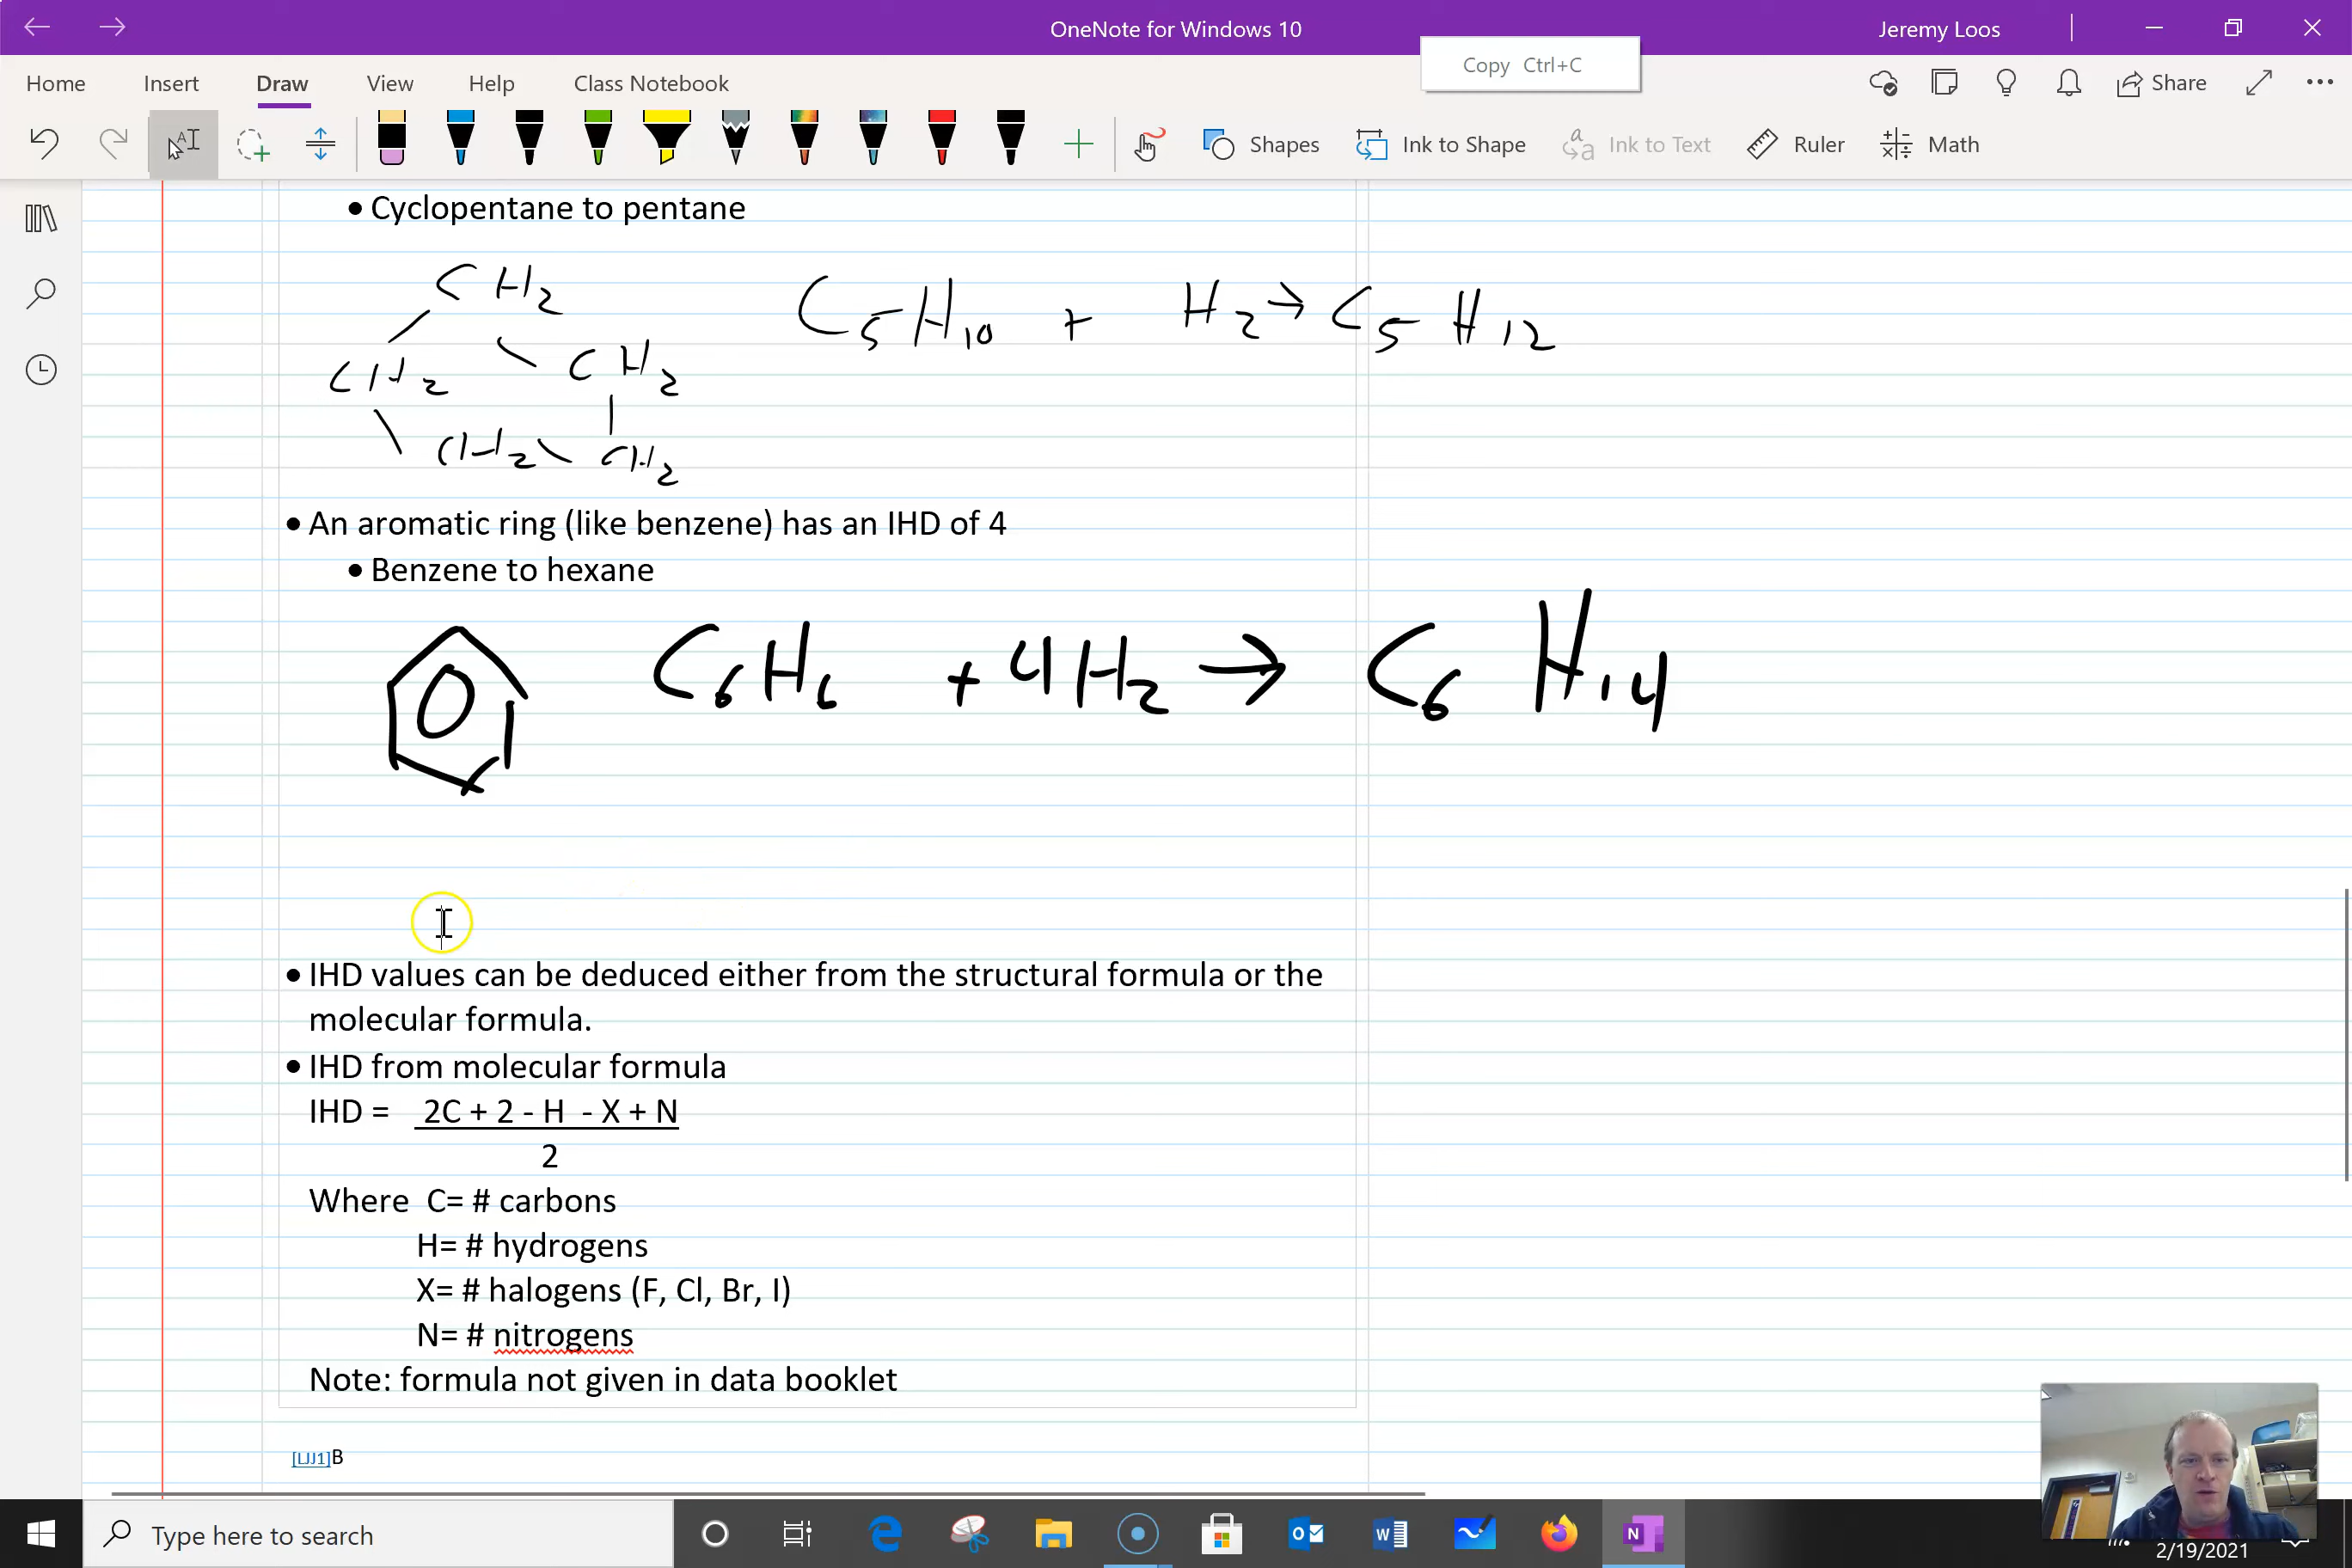 OneNote for Windows 10
Jeremy Loos
Copy Ctrl+C
Home Insert Draw View Help Class Notebook
Share
Shapes Ink to Shape Ink to Text Ruler Math
• Cyclopentane to pentane
CH2
C5H10 + H2 → C5H12
CH2 CH2
CH2 CH2
• An aromatic ring (like benzene) has an IHD of 4
• Benzene to hexane
C6H6 + 4H2 → C6H14
• IHD values can be deduced either from the structural formula or the
molecular formula.
• IHD from molecular formula
IHD = 2C + 2 - H - X + N
2
Where C= # carbons
H= # hydrogens
X= # halogens (F, Cl, Br, I)
N= # nitrogens
Note: formula not given in data booklet
[LJJ1]B
Type here to search
2/19/2021